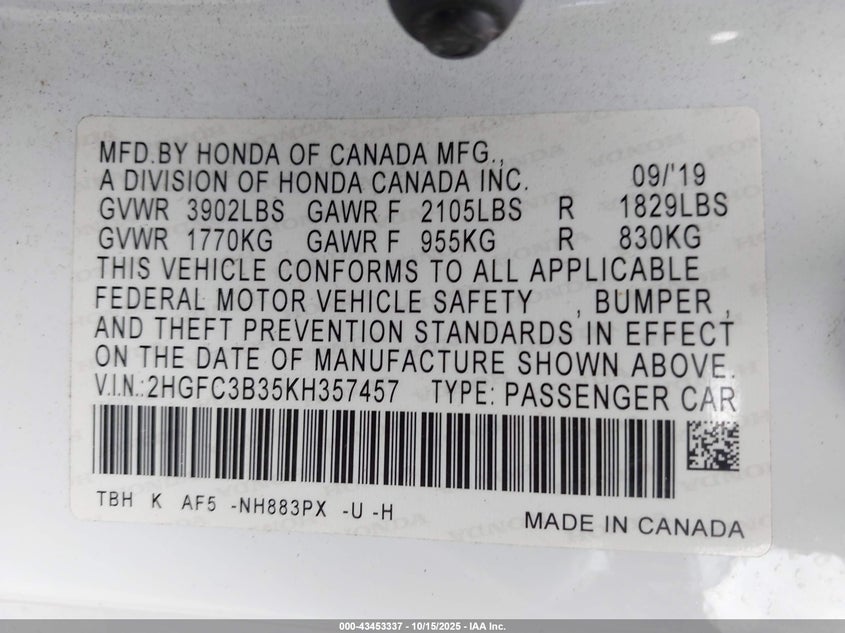 MFD.BY HONDA OF CANADA MFG.,
A DIVISION OF HONDA CANADA INC. 09/'19
GVWR 3902LBS GAWR F 2105LBS R 1829LBS
GVWR 1770KG GAWR F 955KG R 830KG
THIS VEHICLE CONFORMS TO ALL APPLICABLE
FEDERAL MOTOR VEHICLE SAFETY , BUMPER ,
AND THEFT PREVENTION STANDARDS IN EFFECT
ON THE DATE OF MANUFACTURE SHOWN ABOVE.
V.I.N.:2HGFC3B35KH357457 TYPE: PASSENGER CAR
TBH K AF5 -NH883PX -U -H
MADE IN CANADA
000-43453337 - 10/15/2025 - IAA Inc.